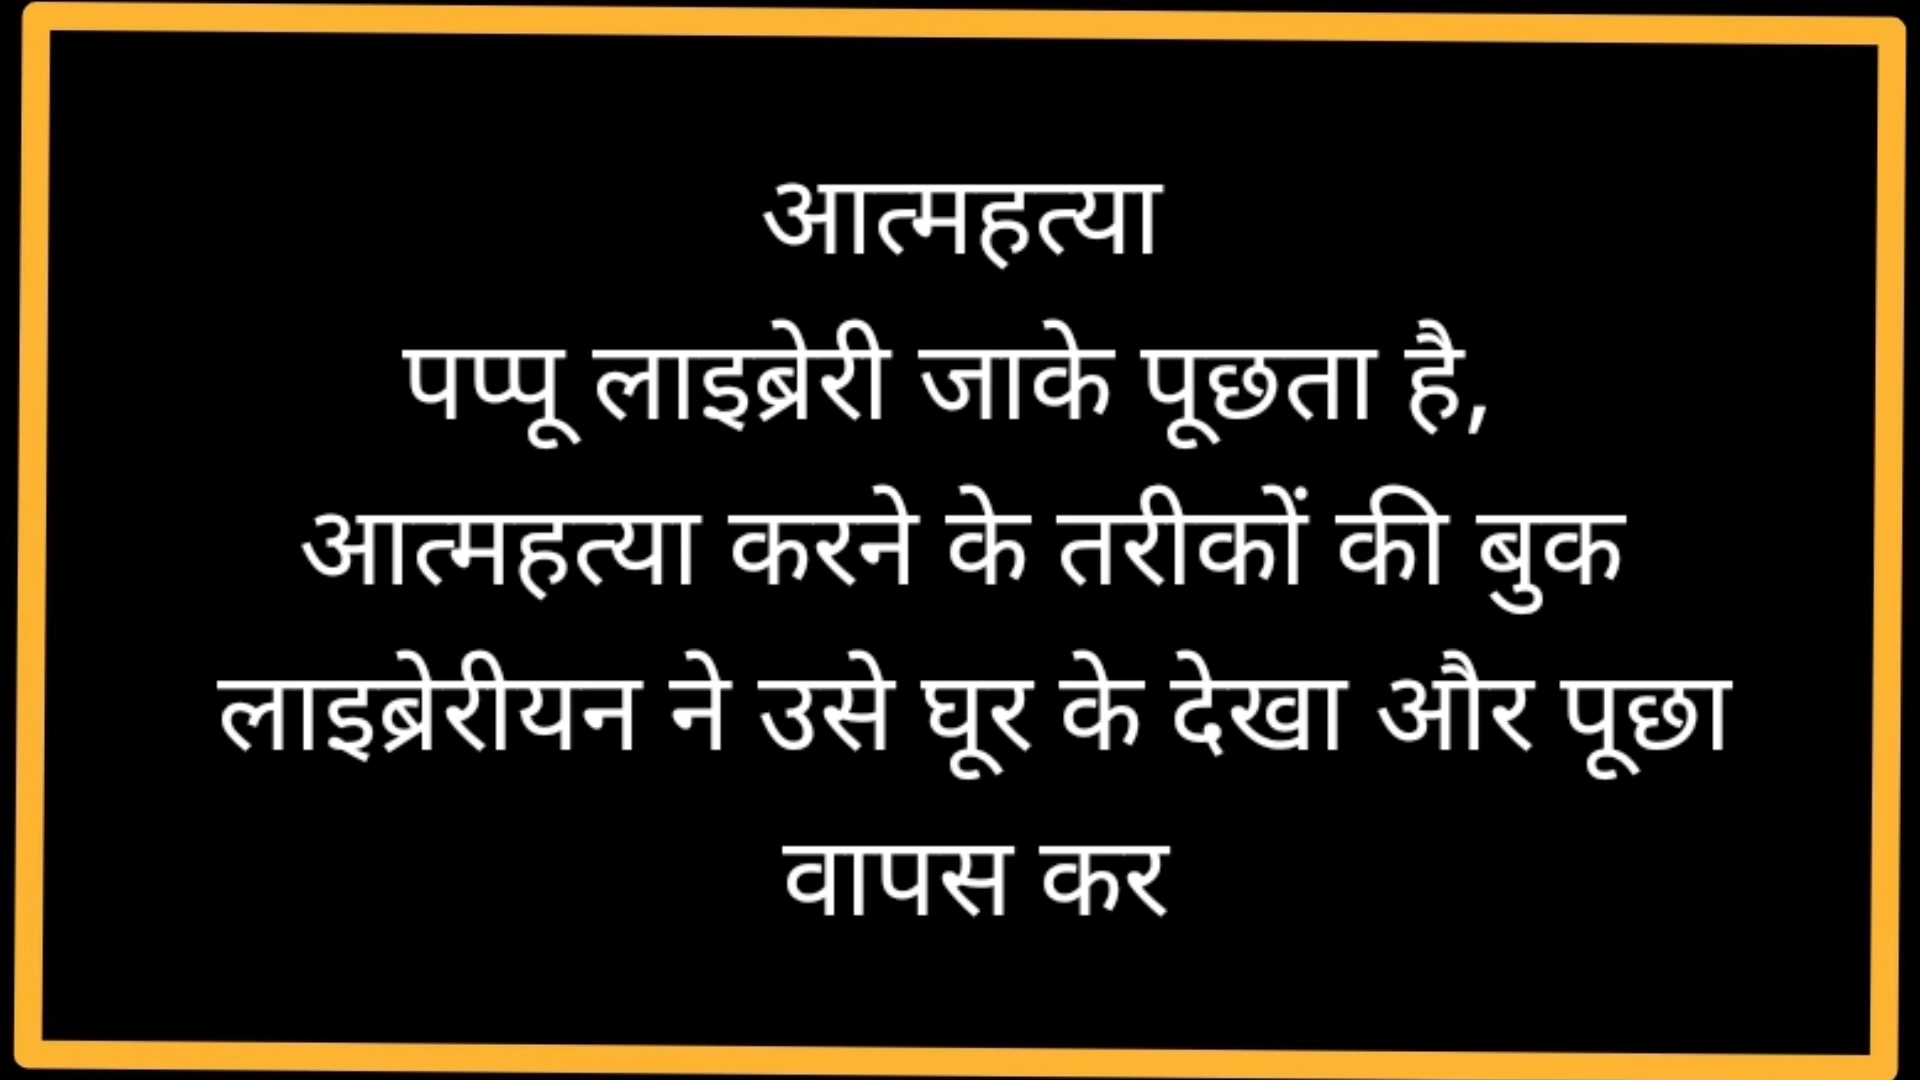 आत्महत्या
पप्पू लाइब्रेरी जाके पूछता है,
आत्महत्या करने के तरीकों की बुक
लाइब्रेरीयन ने उसे घूर के देखा और पूछा
वापस कर